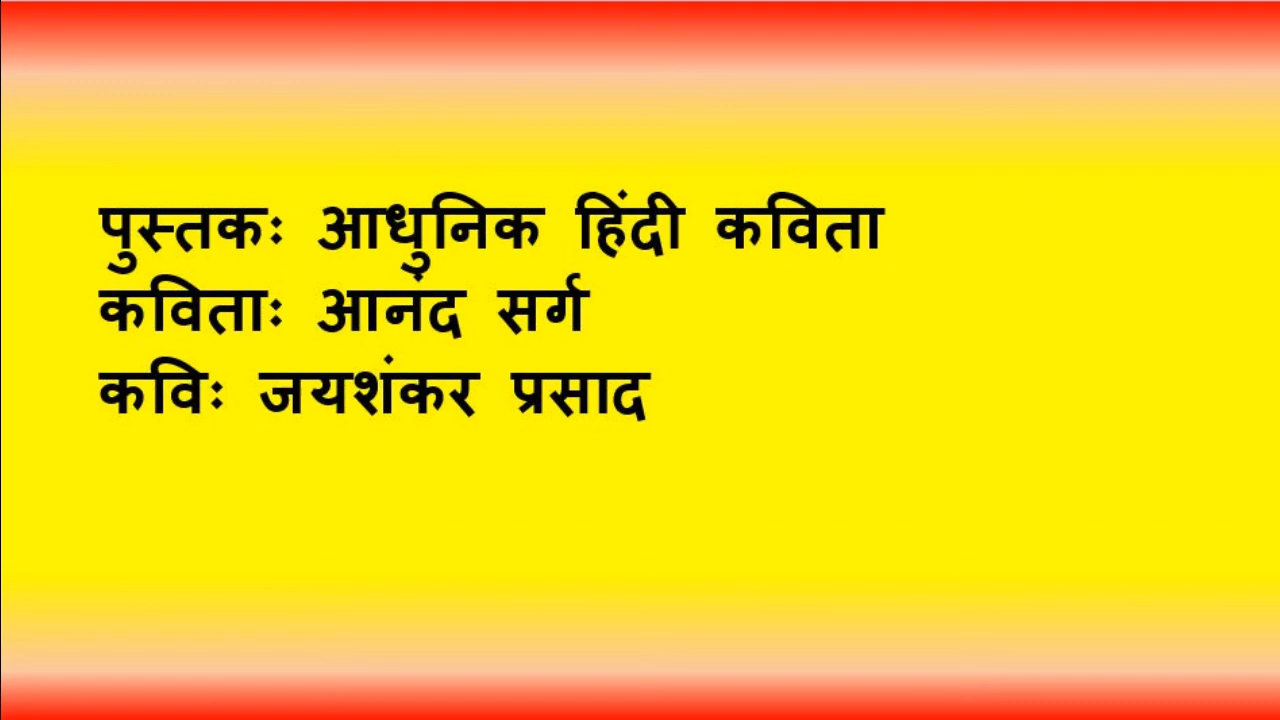 पुस्तकः आधुनिक हिंदी कविता
कविताः आनंद सर्ग
कविः जयशंकर प्रसाद